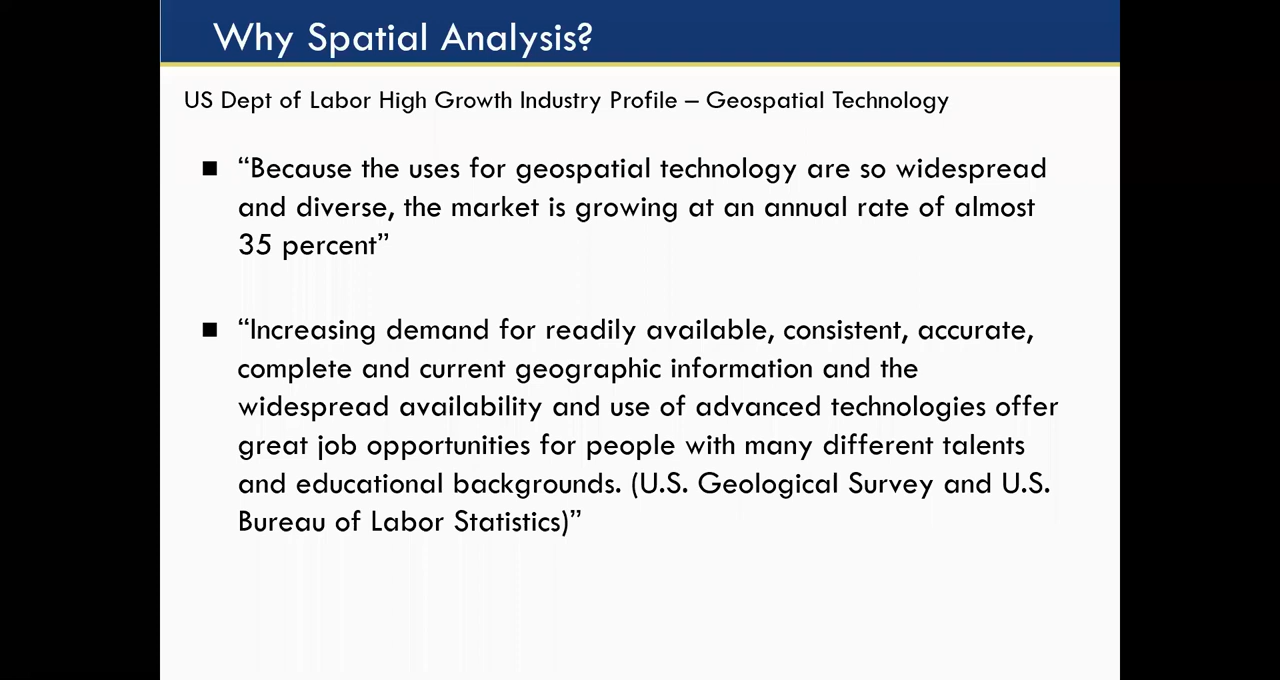 Why Spatial Analysis?
US Dept of Labor High Growth Industry Profile – Geospatial Technology
■ “Because the uses for geospatial technology are so widespread
and diverse, the market is growing at an annual rate of almost
35 percent”
■ “Increasing demand for readily available, consistent, accurate,
complete and current geographic information and the
widespread availability and use of advanced technologies offer
great job opportunities for people with many different talents
and educational backgrounds. (U.S. Geological Survey and U.S.
Bureau of Labor Statistics)”